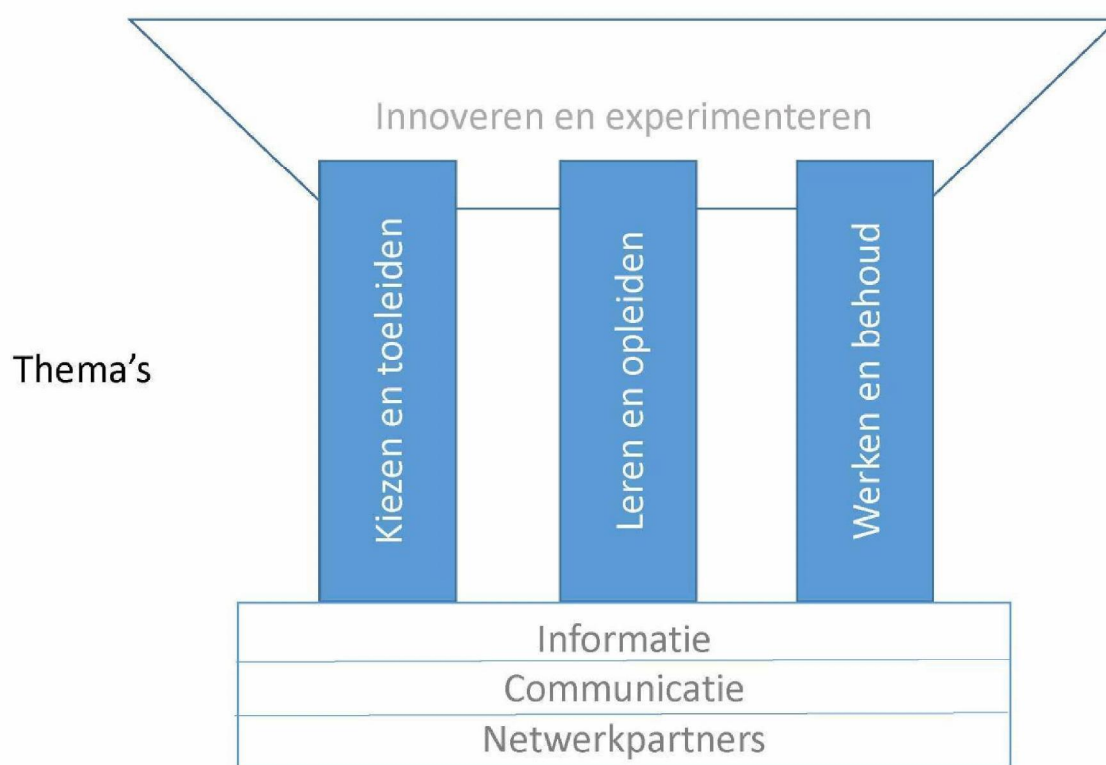 Innoveren en experimenteren
Thema's
Kiezen en toeleiden
Leren en opleiden
Werken en behoud
Informatie
Communicatie
Netwerkpartners